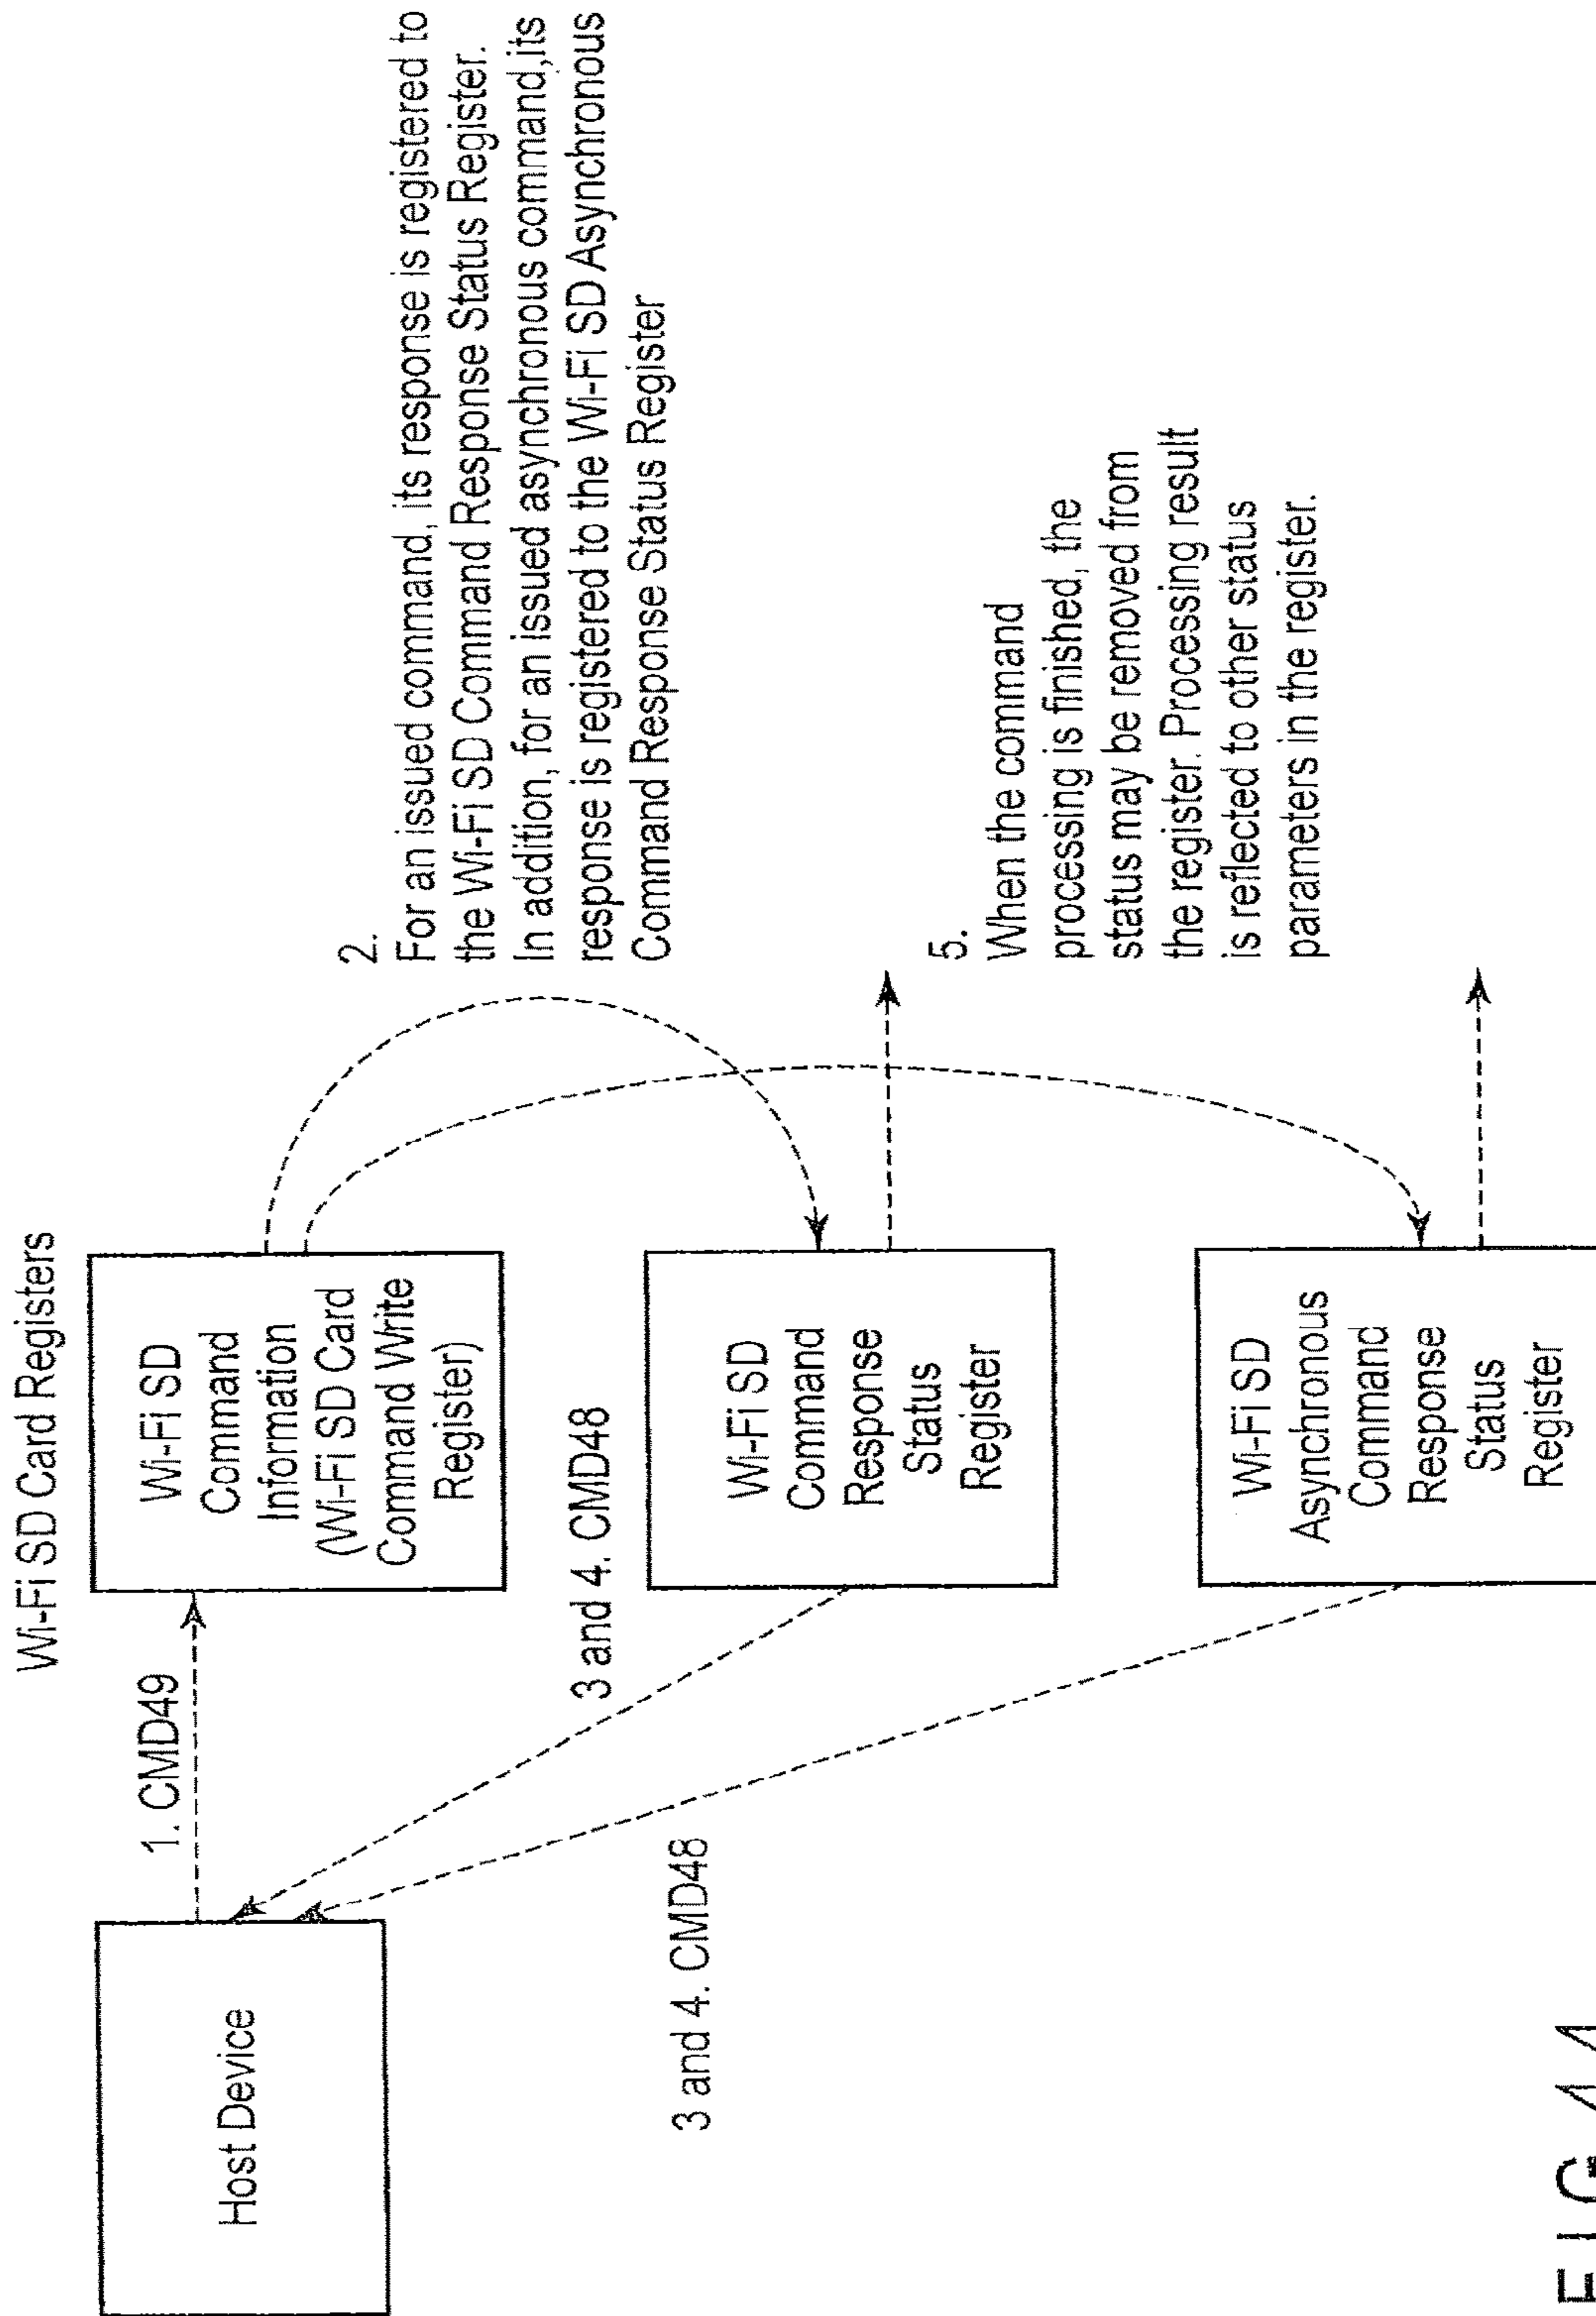 Wi-Fi SD Card Registers
Host Device
1. CMD49
Wi-Fi SD
Command
Information
(Wi-Fi SD Card
Command Write
Register)
2.
For an issued command, its response is registered to
the Wi-Fi SD Command Response Status Register.
In addition, for an issued asynchronous command,its
response is registered to the Wi-Fi SD Asynchronous
Command Response Status Register
3 and 4. CMD48
Wi-Fi SD
Command
Response
Status
Register
3 and 4. CMD48
5.
When the command
processing is finished, the
status may be removed from
the register. Processing result
is reflected to other status
parameters in the register.
Wi-Fi SD
Asynchronous
Command
Response
Status
Register
FIG. 44